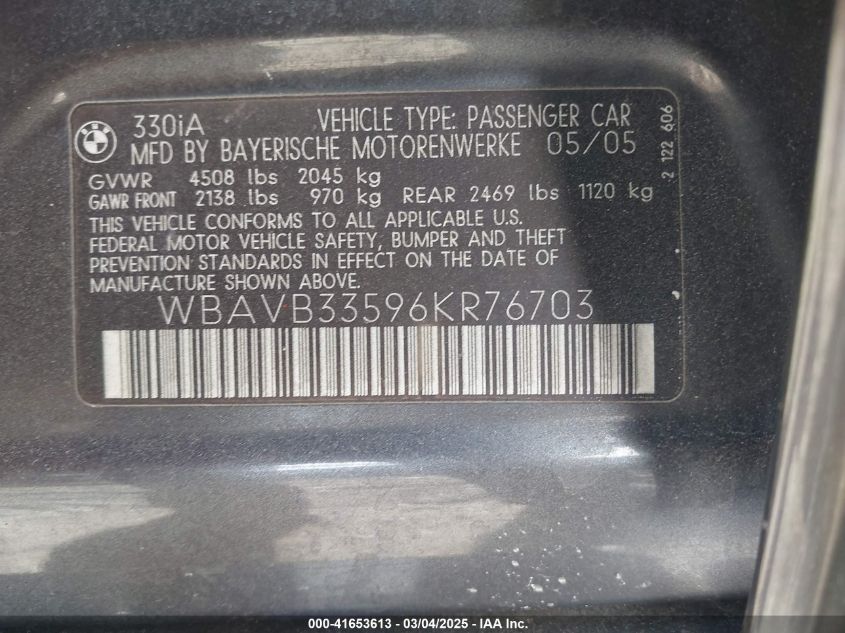 BMW
330iA VEHICLE TYPE: PASSENGER CAR
MFD BY BAYERISCHE MOTORENWERKE 05/05
GVWR 4508 lbs 2045 kg
GAWR FRONT 2138 lbs 970 kg REAR 2469 lbs 1120 kg
THIS VEHICLE CONFORMS TO ALL APPLICABLE U.S.
FEDERAL MOTOR VEHICLE SAFETY, BUMPER AND THEFT
PREVENTION STANDARDS IN EFFECT ON THE DATE OF
MANUFACTURE SHOWN ABOVE.
WBAVB33596KR76703
2 122 606
000-41653613 - 03/04/2025 - IAA Inc.